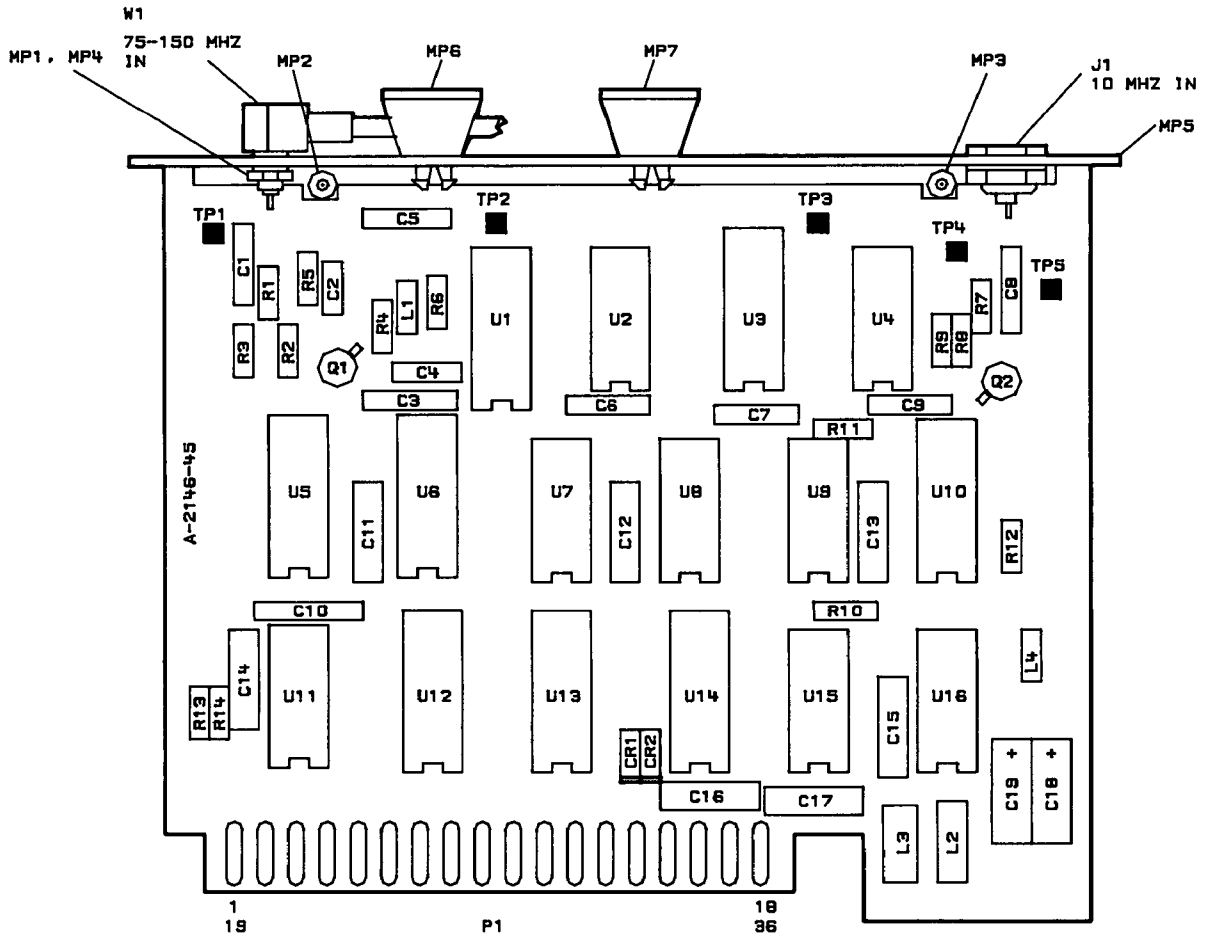 W1
75-150 MHZ
IN
MP1, MP4
MP2
MP6
MP7
MP3
J1
10 MHZ IN
MP5
TP1
C5
TP2
TP3
TP4
TP5
C1
R1
R5
C2
R4
L1
R6
U1
U2
U3
U4
R9
R8
R7
C8
R3
R2
Q1
C4
C3
C6
C7
C9
Q2
R11
A-2146-45
U5
C11
U6
U7
C12
U8
U9
C13
U10
R12
C10
R10
R13
R14
C14
U11
U12
U13
CR1
CR2
U14
U15
C15
U16
L4
C16
C17
L3
L2
+
C19
+
C18
1
19
P1
18
36